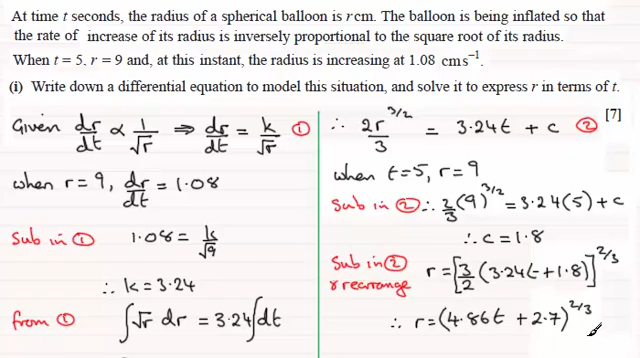 At time t seconds, the radius of a spherical balloon is r cm. The balloon is being inflated so that
the rate of increase of its radius is inversely proportional to the square root of its radius.
When t = 5, r = 9 and, at this instant, the radius is increasing at 1.08 cm s⁻¹.
(i) Write down a differential equation to model this situation, and solve it to express r in terms of t.
[7]
Given dr/dt ∝ 1/√r ⇒ dr/dt = k/√r ①
when r = 9, dr/dt = 1.08
Sub in ① 1.08 = k/√9
∴ k = 3.24
from ① ∫√r dr = 3.24∫dt
∴ 2r^(3/2)/3 = 3.24t + c ②
when t=5, r=9
Sub in ② ∴ 2/3(9)^(3/2) = 3.24(5) + c
∴ c = 1.8
Sub in ②
& rearrange r = [3/2(3.24t + 1.8)]^(2/3)
∴ r = (4.86t + 2.7)^(2/3)